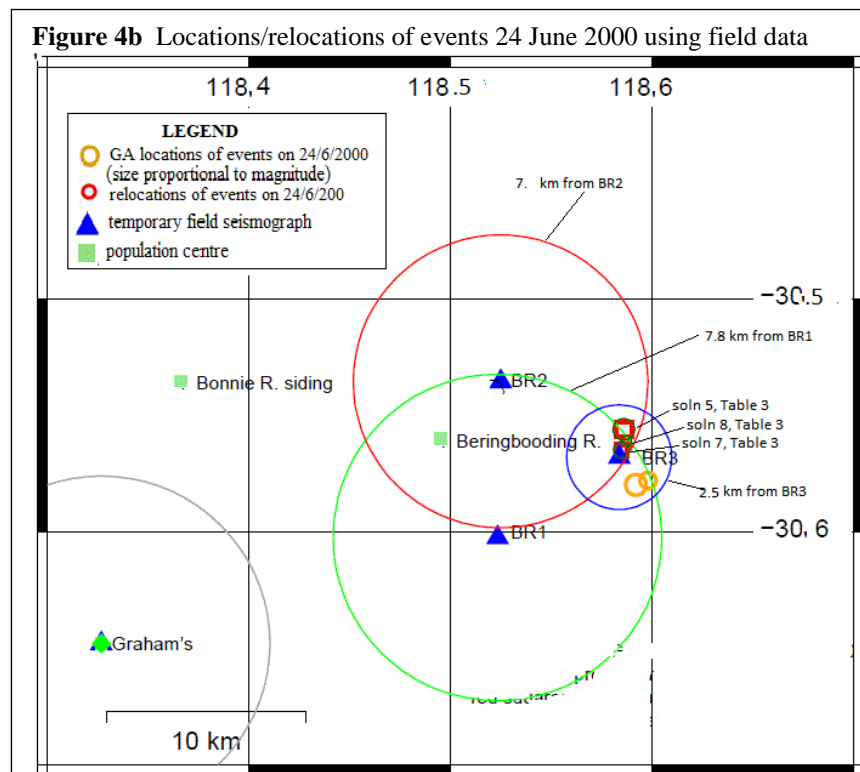 Figure 4b Locations/relocations of events 24 June 2000 using field data
118.4 118.5 118.6
LEGEND
GA locations of events on 24/6/2000
(size proportional to magnitude)
relocations of events on 24/6/200
temporary field seismograph
population centre
7. km from BR2
-30.5
7.8 km from BR1
Bonnie R. siding
BR2
soln 5, Table 3
soln 8, Table 3
soln 7, Table 3
Beringbooding R.
BR3
2.5 km from BR3
BR1
-30.6
Graham's
10 km